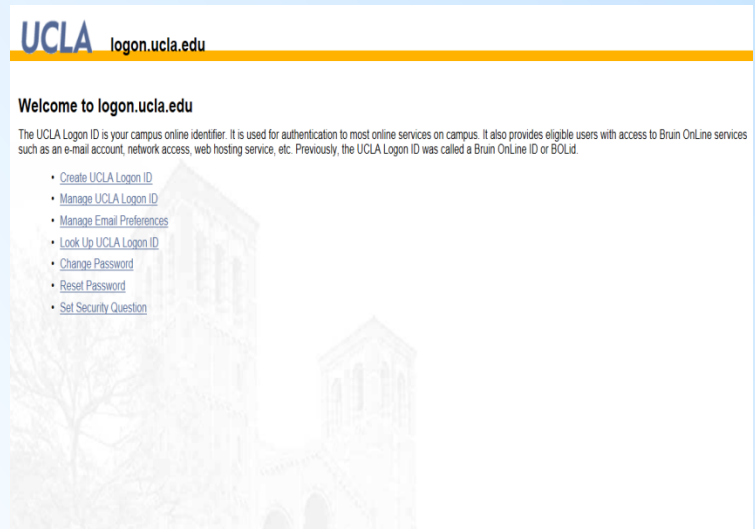 UCLA logon.ucla.edu
Welcome to logon.ucla.edu
The UCLA Logon ID is your campus online identifier. It is used for authentication to most online services on campus. It also provides eligible users with access to Bruin OnLine services
such as an e-mail account, network access, web hosting service, etc. Previously, the UCLA Logon ID was called a Bruin OnLine ID or BOLid.
• Create UCLA Logon ID
• Manage UCLA Logon ID
• Manage Email Preferences
• Look Up UCLA Logon ID
• Change Password
• Reset Password
• Set Security Question